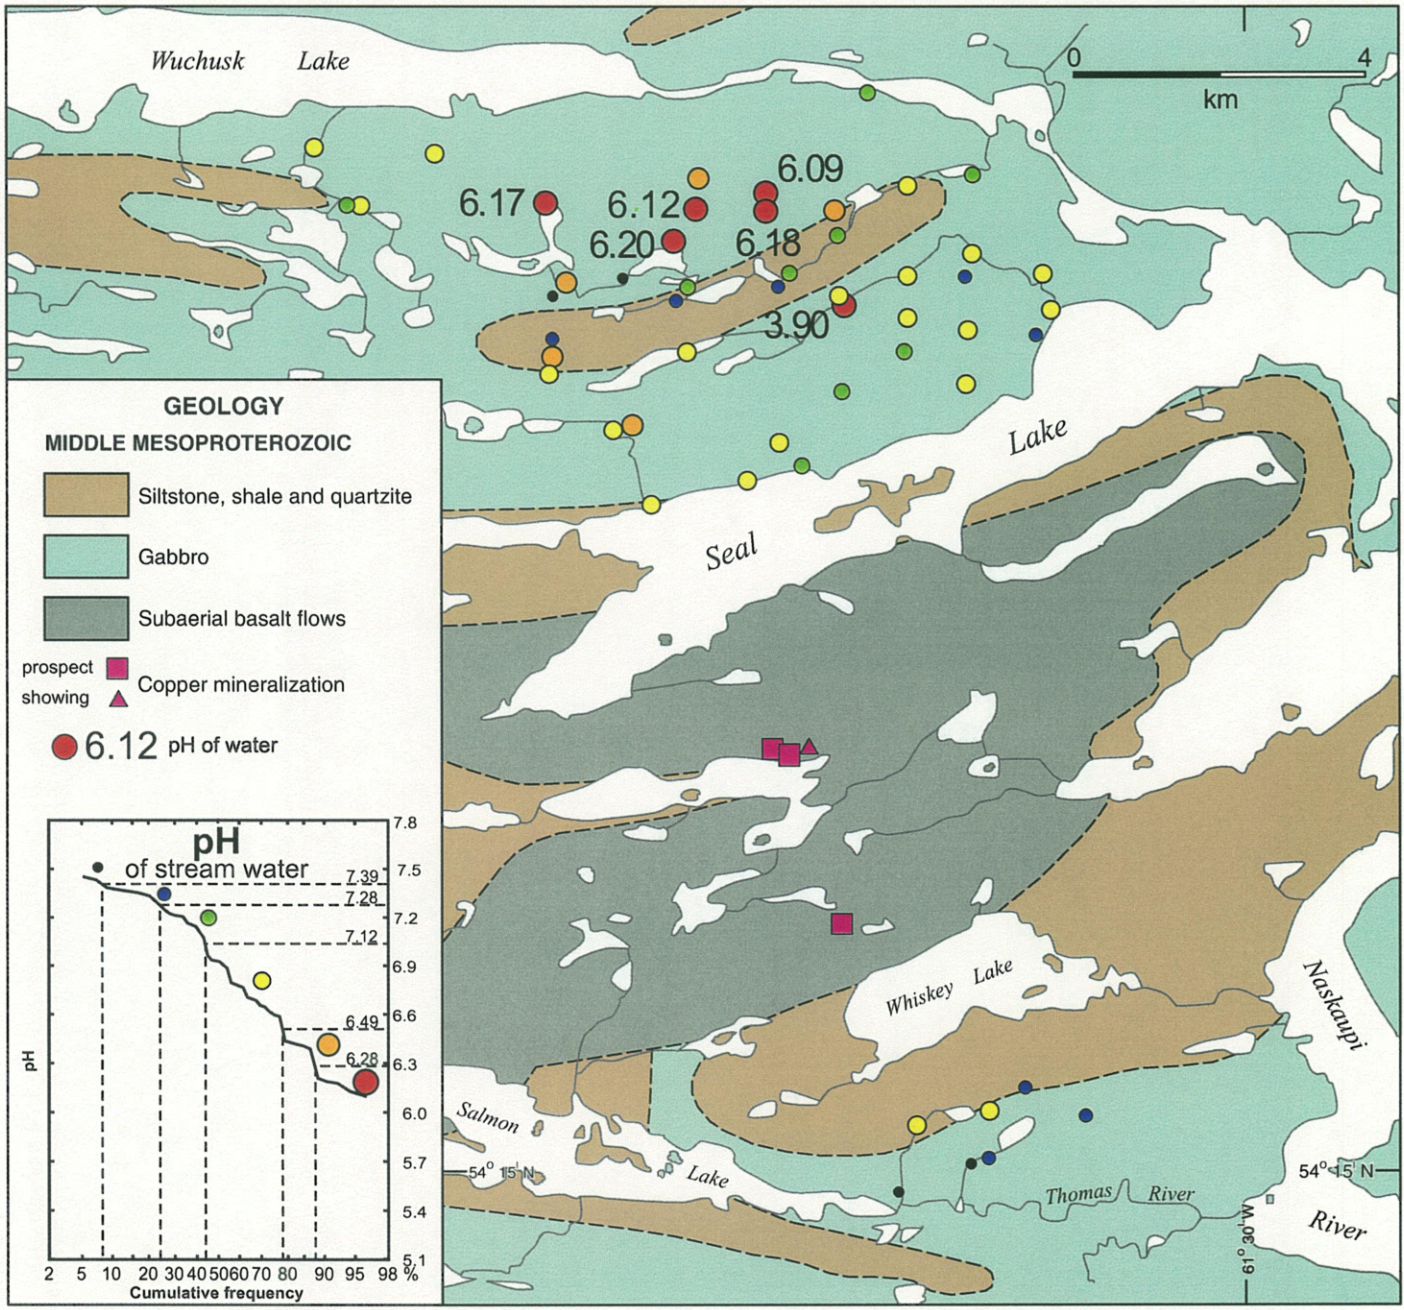 Wuchusk Lake
0 4
km
6.09
6.17
6.12
6.20
6.18
3.90
GEOLOGY
MIDDLE MESOPROTEROZOIC
Siltstone, shale and quartzite
Gabbro
Subaerial basalt flows
prospect
showing
Copper mineralization
6.12 pH of water
Seal Lake
Whiskey Lake
Naskaupi River
Salmon Lake
Thomas River
54° 15' N
54° 15' N
61° 30' W
pH
of stream water
7.39
7.28
7.12
6.49
6.28
7.8
7.5
7.2
6.9
6.6
6.3
6.0
5.7
5.4
5.1
pH
2 5 10 20 30 40 50 60 70 80 90 95 98 %
Cumulative frequency